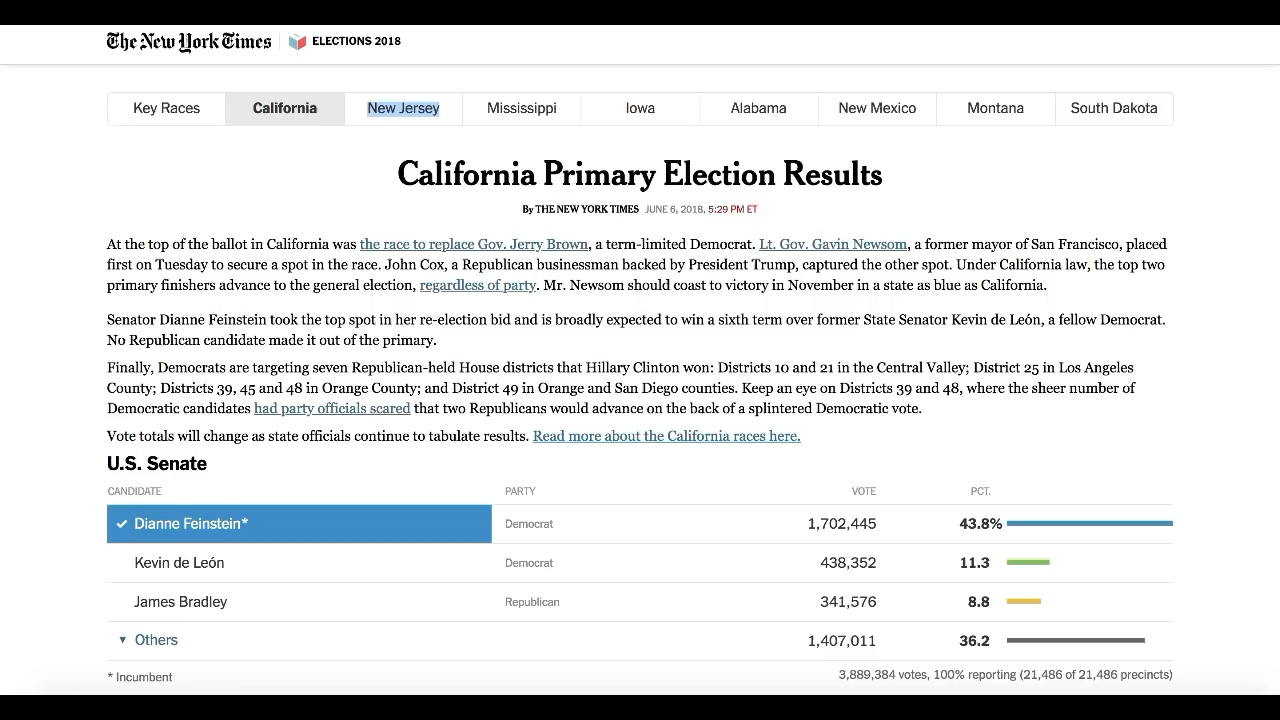 The New York Times ELECTIONS 2018
Key Races California New Jersey Mississippi Iowa Alabama New Mexico Montana South Dakota
California Primary Election Results
By THE NEW YORK TIMES JUNE 6, 2018, 5:29 PM ET
At the top of the ballot in California was the race to replace Gov. Jerry Brown, a term-limited Democrat. Lt. Gov. Gavin Newsom, a former mayor of San Francisco, placed
first on Tuesday to secure a spot in the race. John Cox, a Republican businessman backed by President Trump, captured the other spot. Under California law, the top two
primary finishers advance to the general election, regardless of party. Mr. Newsom should coast to victory in November in a state as blue as California.
Senator Dianne Feinstein took the top spot in her re-election bid and is broadly expected to win a sixth term over former State Senator Kevin de León, a fellow Democrat.
No Republican candidate made it out of the primary.
Finally, Democrats are targeting seven Republican-held House districts that Hillary Clinton won: Districts 10 and 21 in the Central Valley; District 25 in Los Angeles
County; Districts 39, 45 and 48 in Orange County; and District 49 in Orange and San Diego counties. Keep an eye on Districts 39 and 48, where the sheer number of
Democratic candidates had party officials scared that two Republicans would advance on the back of a splintered Democratic vote.
Vote totals will change as state officials continue to tabulate results. Read more about the California races here.
U.S. Senate
CANDIDATE PARTY VOTE PCT.
✓ Dianne Feinstein* Democrat 1,702,445 43.8%
Kevin de León Democrat 438,352 11.3
James Bradley Republican 341,576 8.8
▼ Others 1,407,011 36.2
* Incumbent 3,889,384 votes, 100% reporting (21,486 of 21,486 precincts)